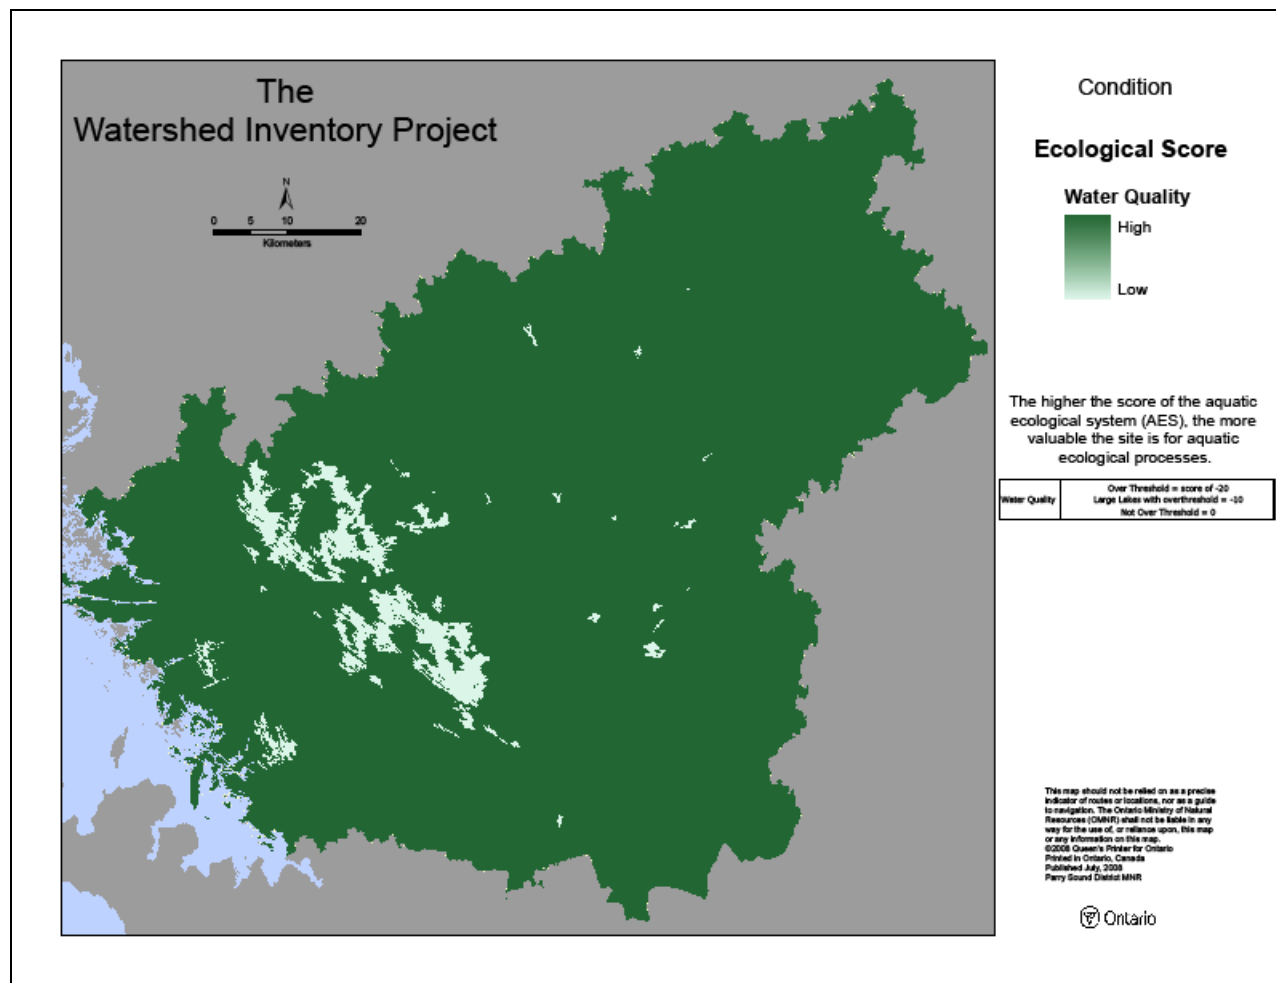 The
Watershed Inventory Project
N
0 5 10 20
Kilometers
Condition
Ecological Score
Water Quality
High
Low
The higher the score of the aquatic
ecological system (AES), the more
valuable the site is for aquatic
ecological processes.
Water Quality
Over Threshold = score of -20
Large Lakes with overthreshold = -10
Not Over Threshold = 0
This map should not be relied on as a precise
indicator of routes or locations, nor as a guide
to navigation. The Ontario Ministry of Natural
Resources (OMNR) shall not be liable in any
way for the use of, or reliance upon, this map
or any information on this map.
©2008 Queen's Printer for Ontario
Printed in Ontario, Canada
Published July, 2008
Parry Sound District MNR
Ontario